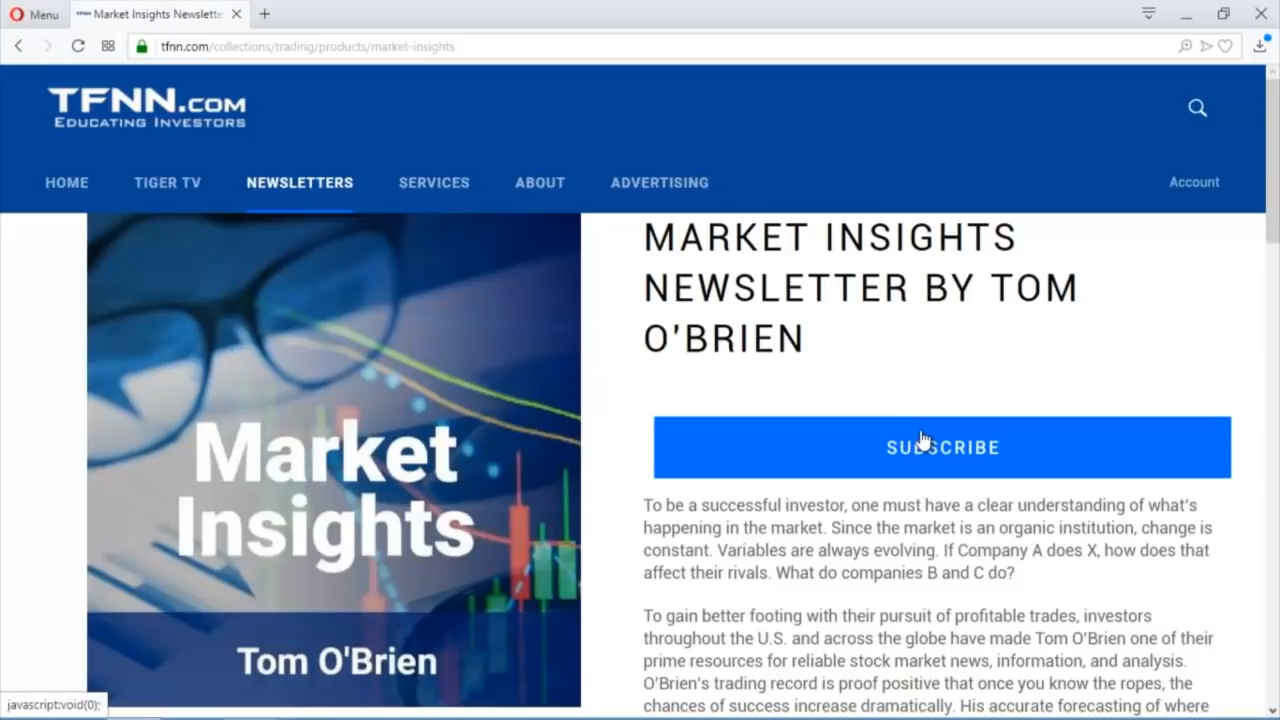 Menu
Market Insights Newslette
tfnn.com/collections/trading/products/market-insights
TFNN.COM
EDUCATING INVESTORS
HOME
TIGER TV
NEWSLETTERS
SERVICES
ABOUT
ADVERTISING
Account
Market
Insights
Tom O'Brien
MARKET INSIGHTS
NEWSLETTER BY TOM
O'BRIEN
SUBSCRIBE
To be a successful investor, one must have a clear understanding of what's
happening in the market. Since the market is an organic institution, change is
constant. Variables are always evolving. If Company A does X, how does that
affect their rivals. What do companies B and C do?
To gain better footing with their pursuit of profitable trades, investors
throughout the U.S. and across the globe have made Tom O'Brien one of their
prime resources for reliable stock market news, information, and analysis.
O'Brien's trading record is proof positive that once you know the ropes, the
chances of success increase dramatically. His accurate forecasting of where
javascript:void(0);